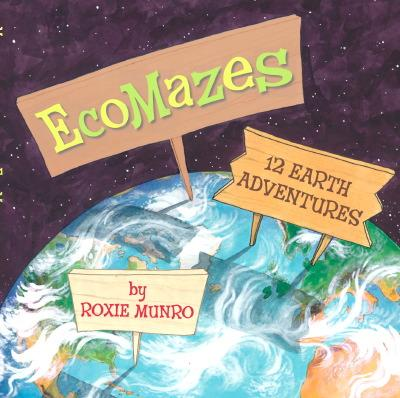 EcoMazes
12 EARTH
ADVENTURES
by
ROXIE MUNRO